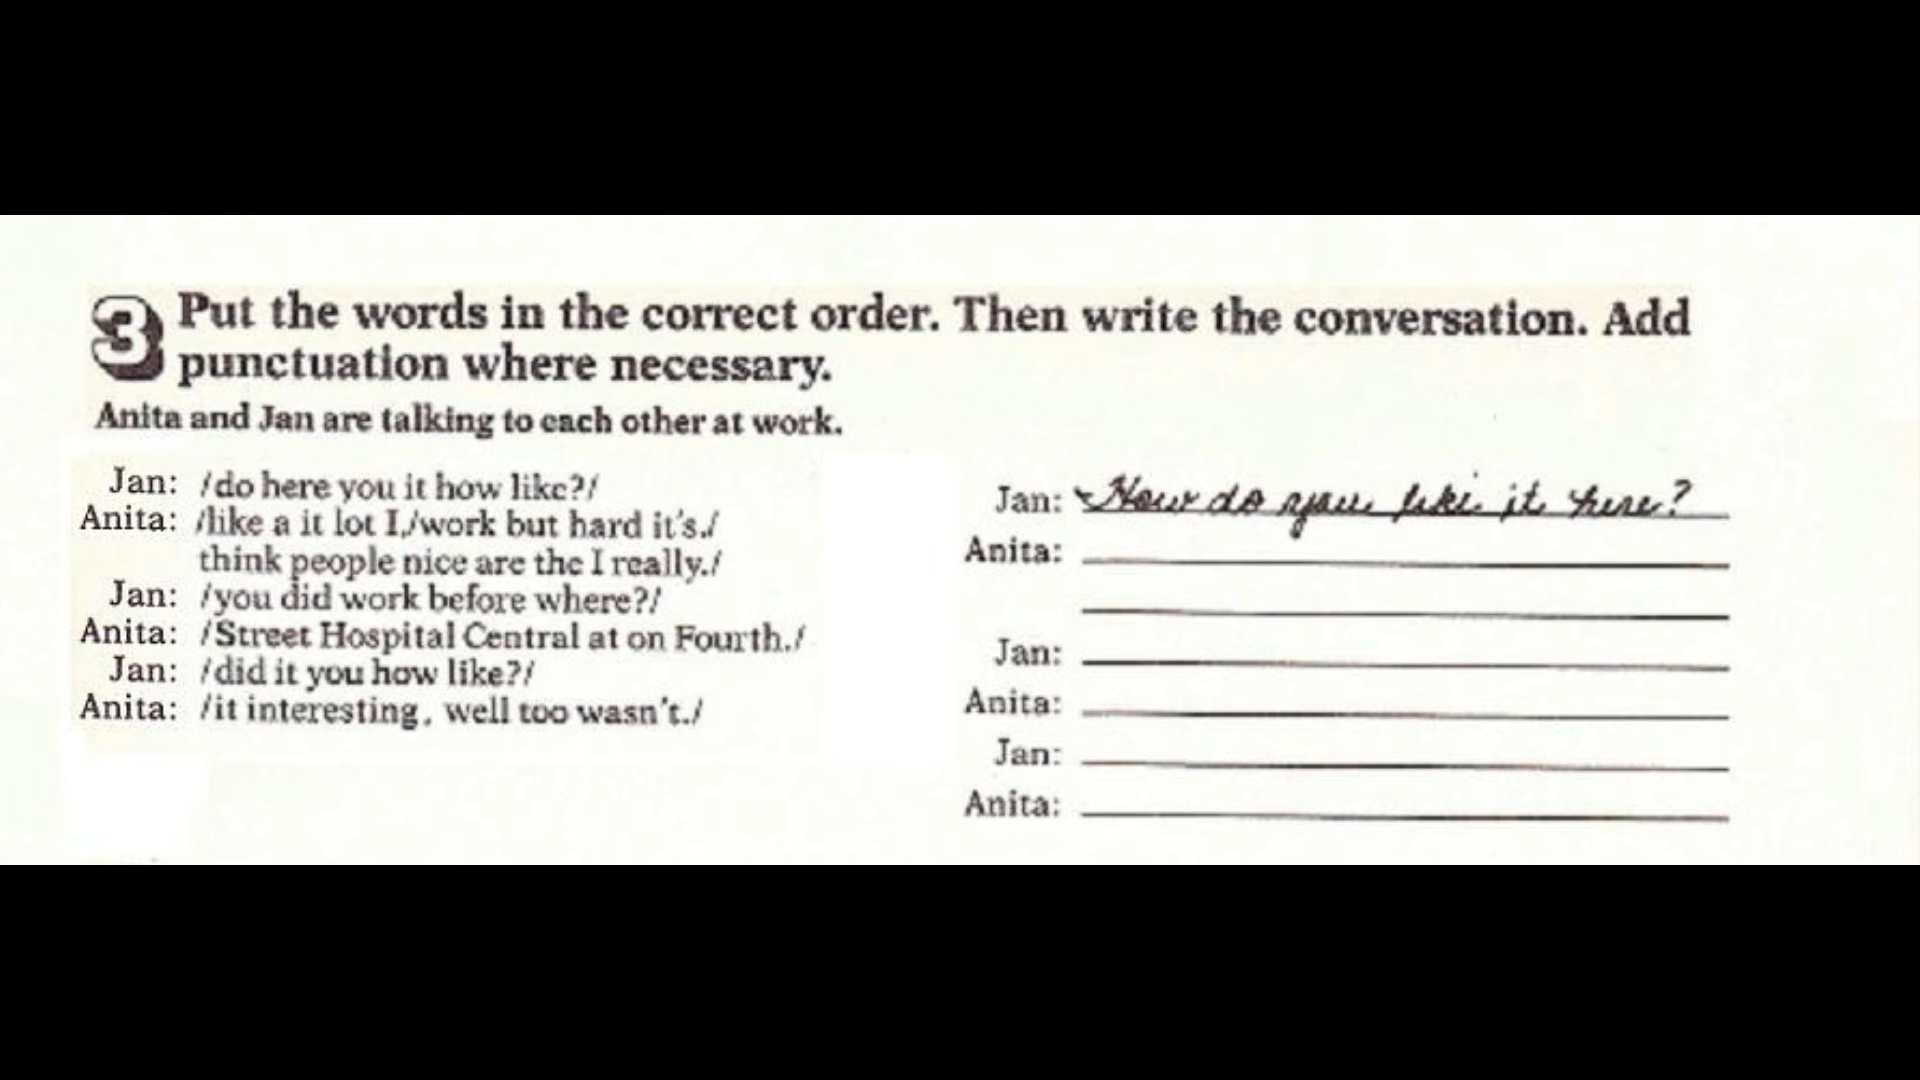 3 Put the words in the correct order. Then write the conversation. Add
punctuation where necessary.
Anita and Jan are talking to each other at work.
Jan: /do here you it how like?/
Anita: /like a it lot I,/work but hard it's./
think people nice are the I really./
Jan: /you did work before where?/
Anita: /Street Hospital Central at on Fourth./
Jan: /did it you how like?/
Anita: /it interesting, well too wasn't./
Jan: How do you like it here?
Anita:
Jan:
Anita:
Jan:
Anita: